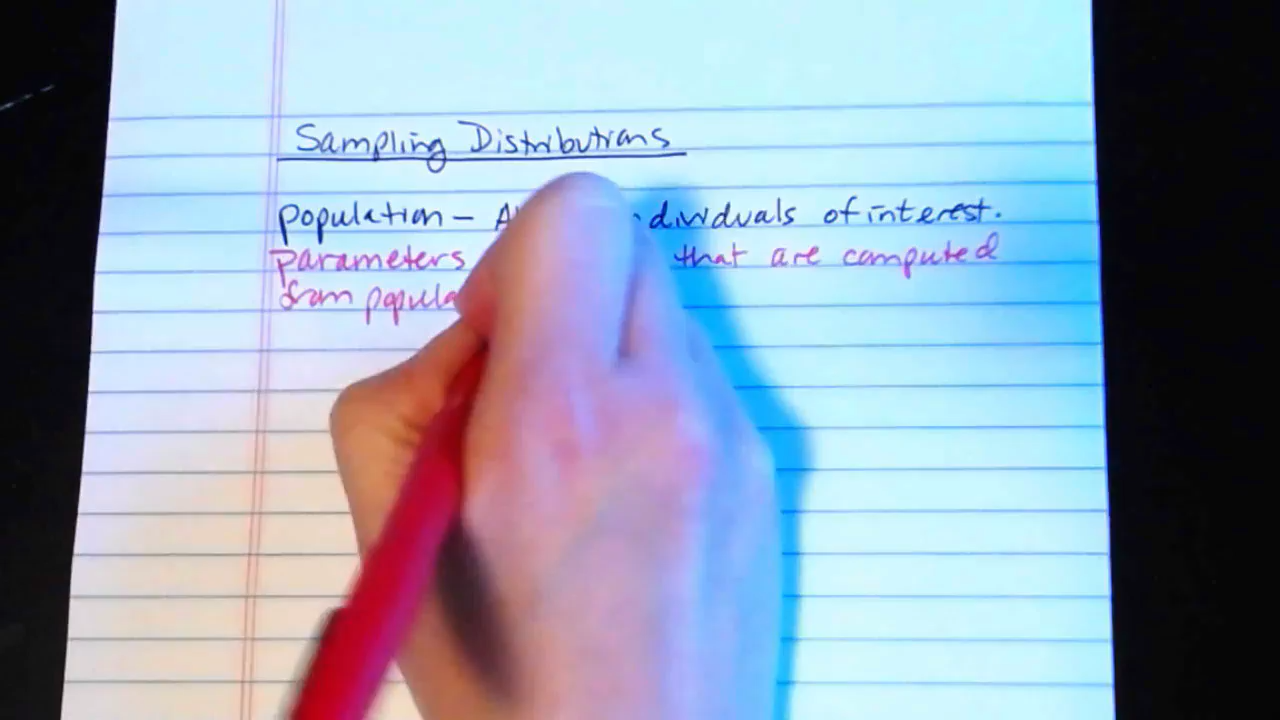 Sampling Distributions
population – dividuals of interest.
parameters that are computed
from popula